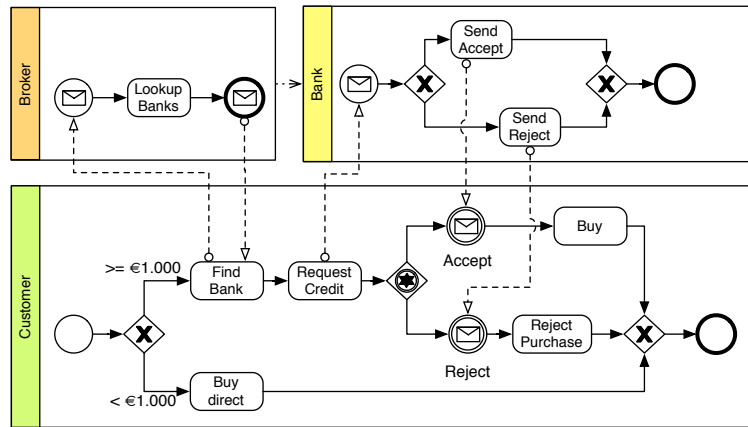 Broker
Lookup
Banks
Bank
Send
Accept
Send
Reject
Customer
>= €1.000
Find
Bank
Request
Credit
Accept
Buy
Reject
Reject
Purchase
< €1.000
Buy
direct